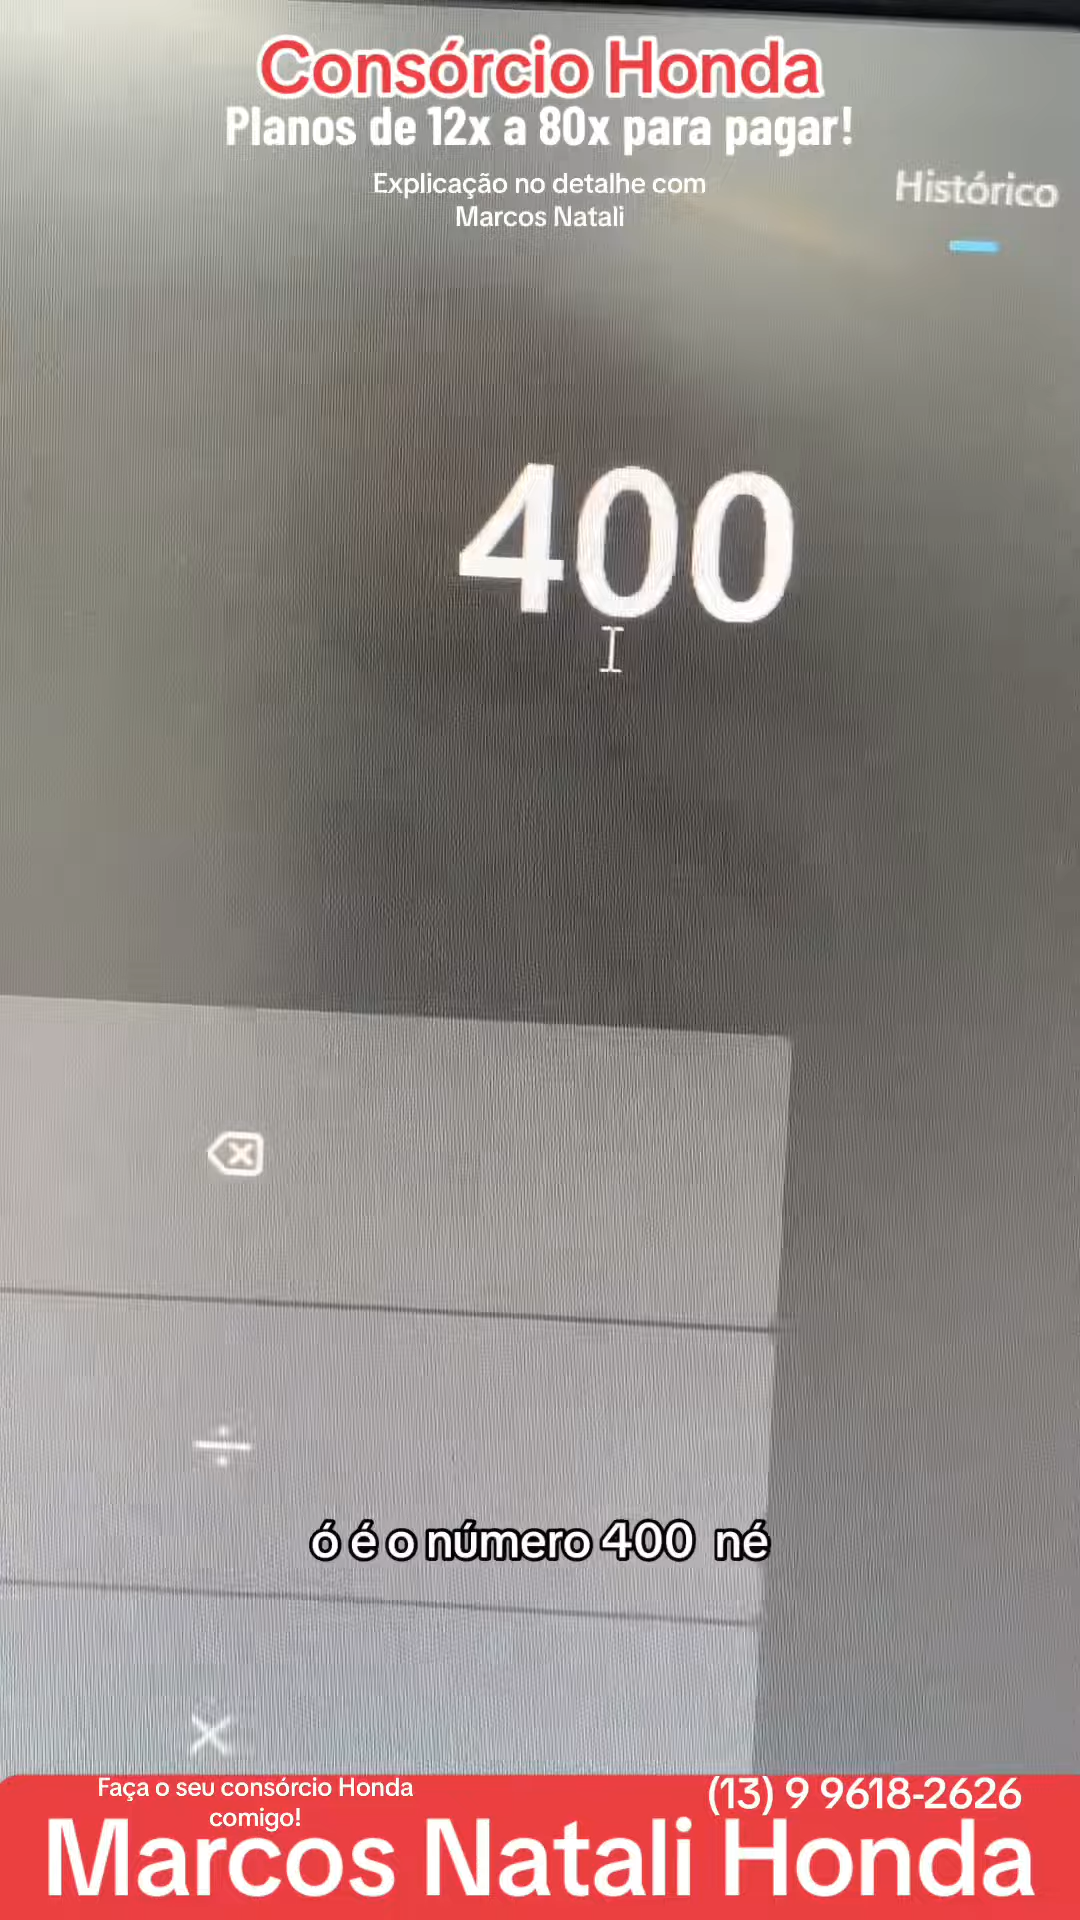 Consórcio Honda
Planos de 12x a 80x para pagar!
Explicação no detalhe com
Marcos Natali
Histórico
400
ó é o número 400 né
Faça o seu consórcio Honda
comigo!
(13) 9 9618-2626
Marcos Natali Honda